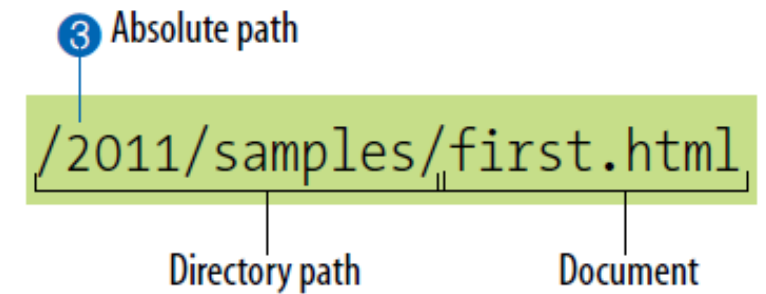 3 Absolute path
/2011/samples/first.html
Directory path Document